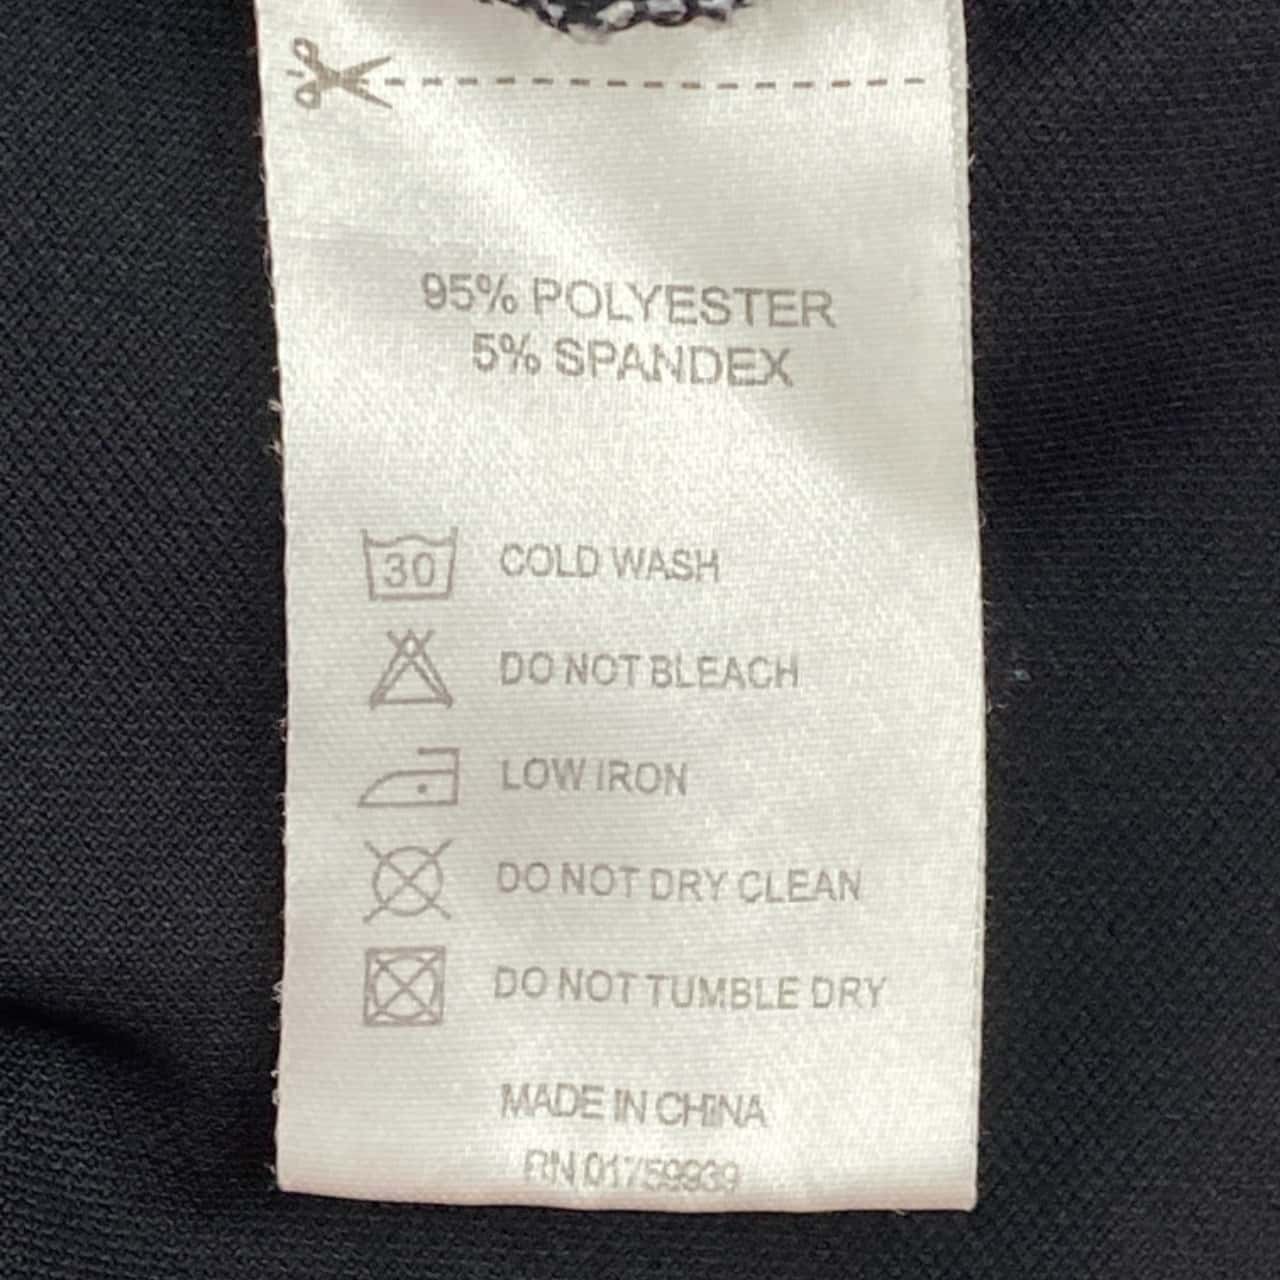 95% POLYESTER
5% SPANDEX
30 COLD WASH
DO NOT BLEACH
LOW IRON
DO NOT DRY CLEAN
DO NOT TUMBLE DRY
MADE IN CHINA
RN 01759939